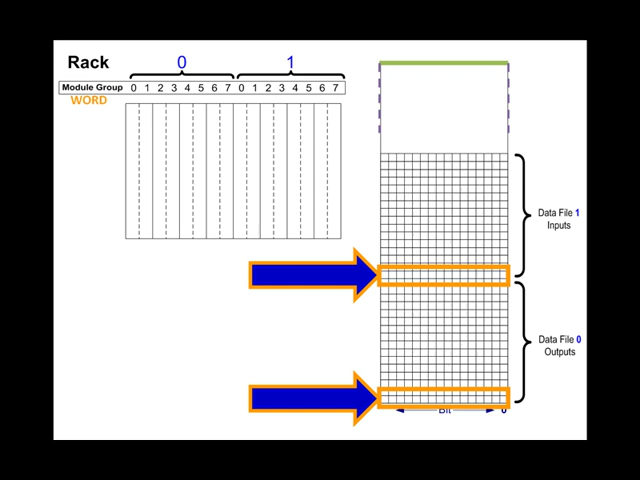 Rack 0 1
Module Group 0 1 2 3 4 5 6 7 0 1 2 3 4 5 6 7
WORD
Data File 1
Inputs
Data File 0
Outputs
Bit 0